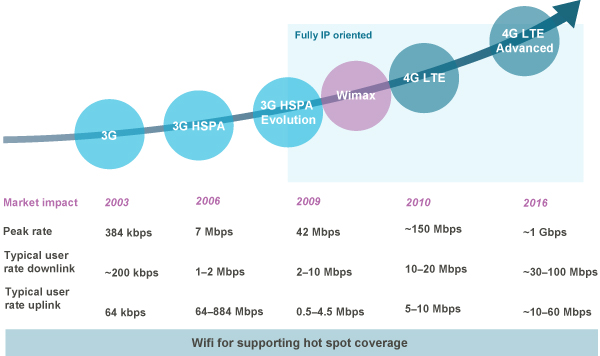 Fully IP oriented
3G
3G HSPA
3G HSPA
Evolution
Wimax
4G LTE
4G LTE
Advanced
Market impact 2003 2006 2009 2010 2016
Peak rate 384 kbps 7 Mbps 42 Mbps ~150 Mbps ~1 Gbps
Typical user
rate downlink ~200 kbps 1–2 Mbps 2–10 Mbps 10–20 Mbps ~30–100 Mbps
Typical user
rate uplink 64 kbps 64–884 Mbps 0.5–4.5 Mbps 5–10 Mbps ~10–60 Mbps
Wifi for supporting hot spot coverage